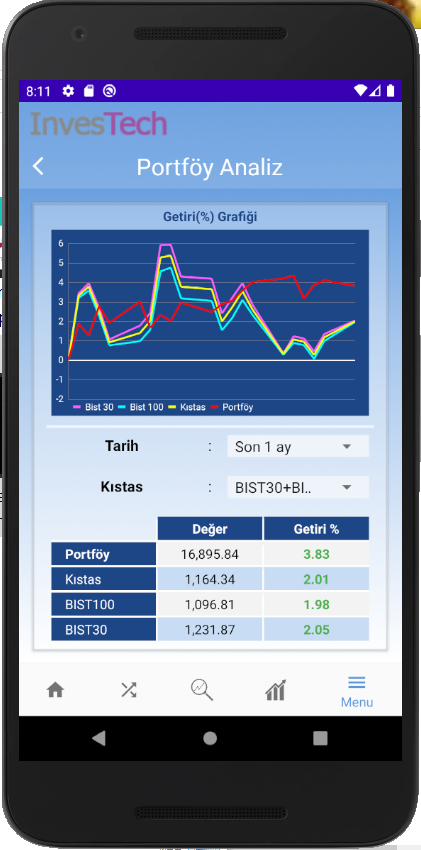 8:11
InvesTech
Portföy Analiz
Getiri(%) Grafiği
6
5
4
3
2
1
0
-1
-2
Bist 30 Bist 100 Kıstas Portföy
Tarih : Son 1 ay
Kıstas : BIST30+BI..
Değer Getiri %
Portföy 16,895.84 3.83
Kıstas 1,164.34 2.01
BIST100 1,096.81 1.98
BIST30 1,231.87 2.05
Menu